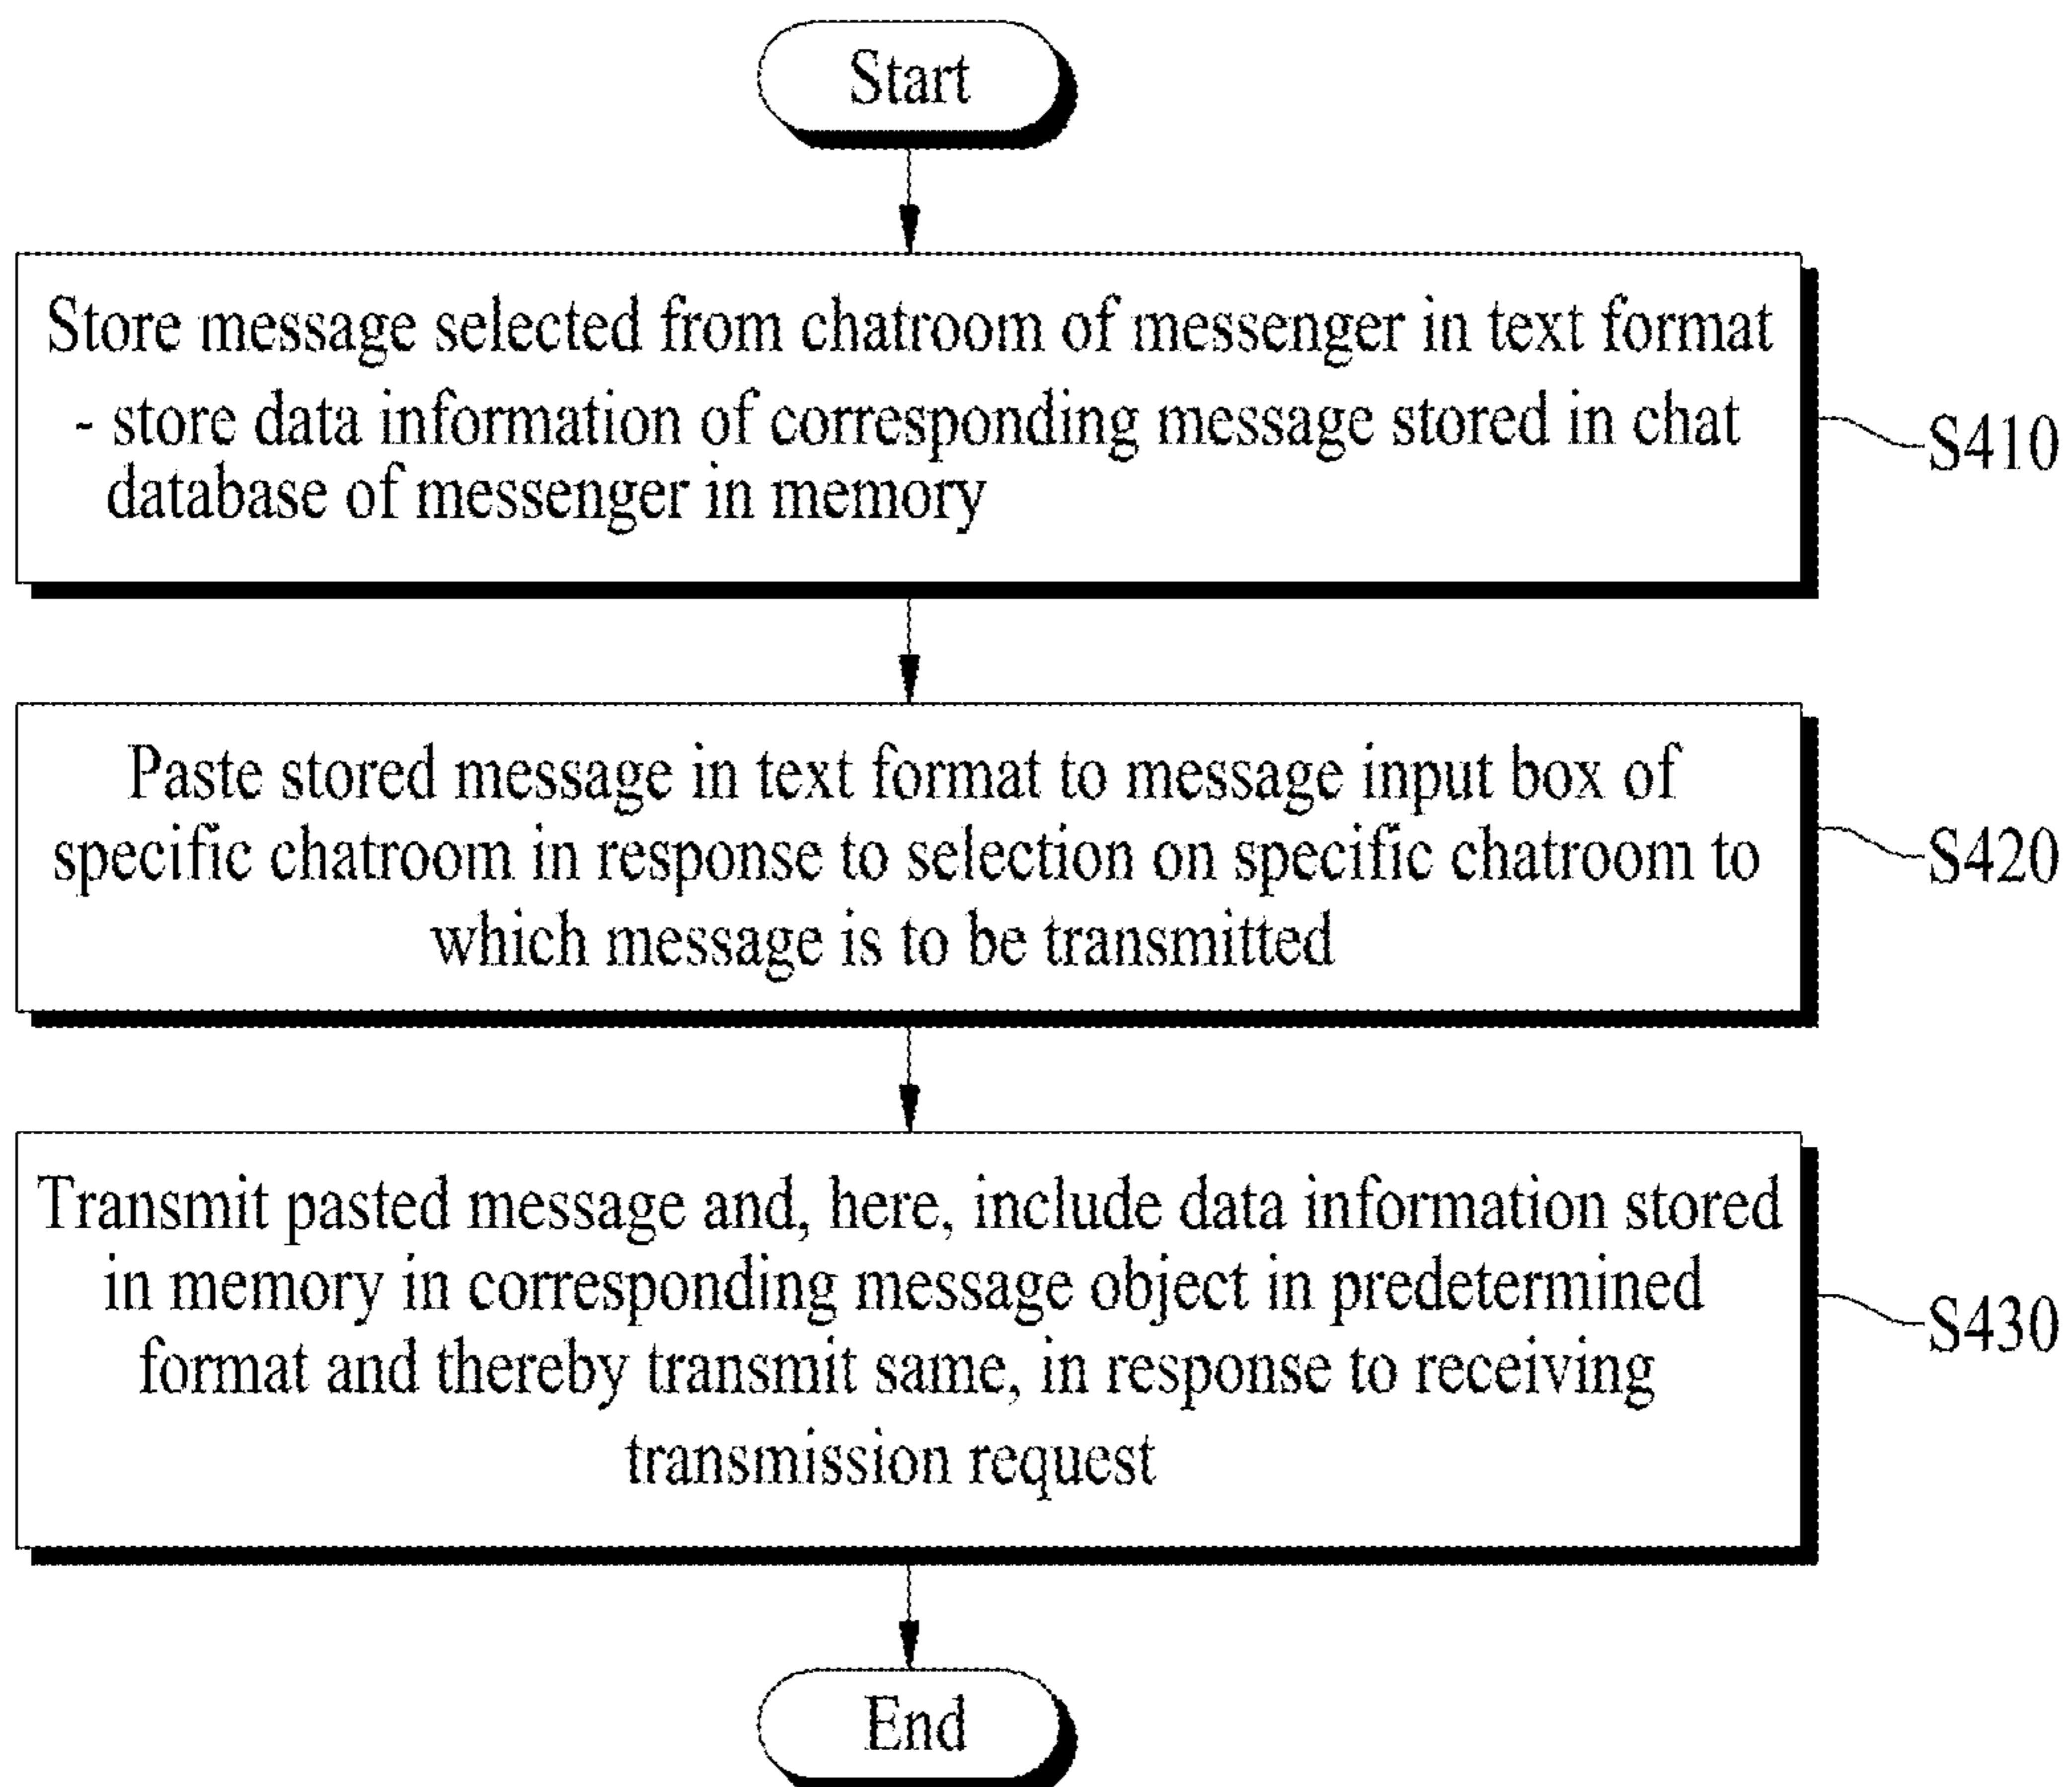 Start
Store message selected from chatroom of messenger in text format
- store data information of corresponding message stored in chat
database of messenger in memory
S410
Paste stored message in text format to message input box of
specific chatroom in response to selection on specific chatroom to
which message is to be transmitted
S420
Transmit pasted message and, here, include data information stored
in memory in corresponding message object in predetermined
format and thereby transmit same, in response to receiving
transmission request
S430
End